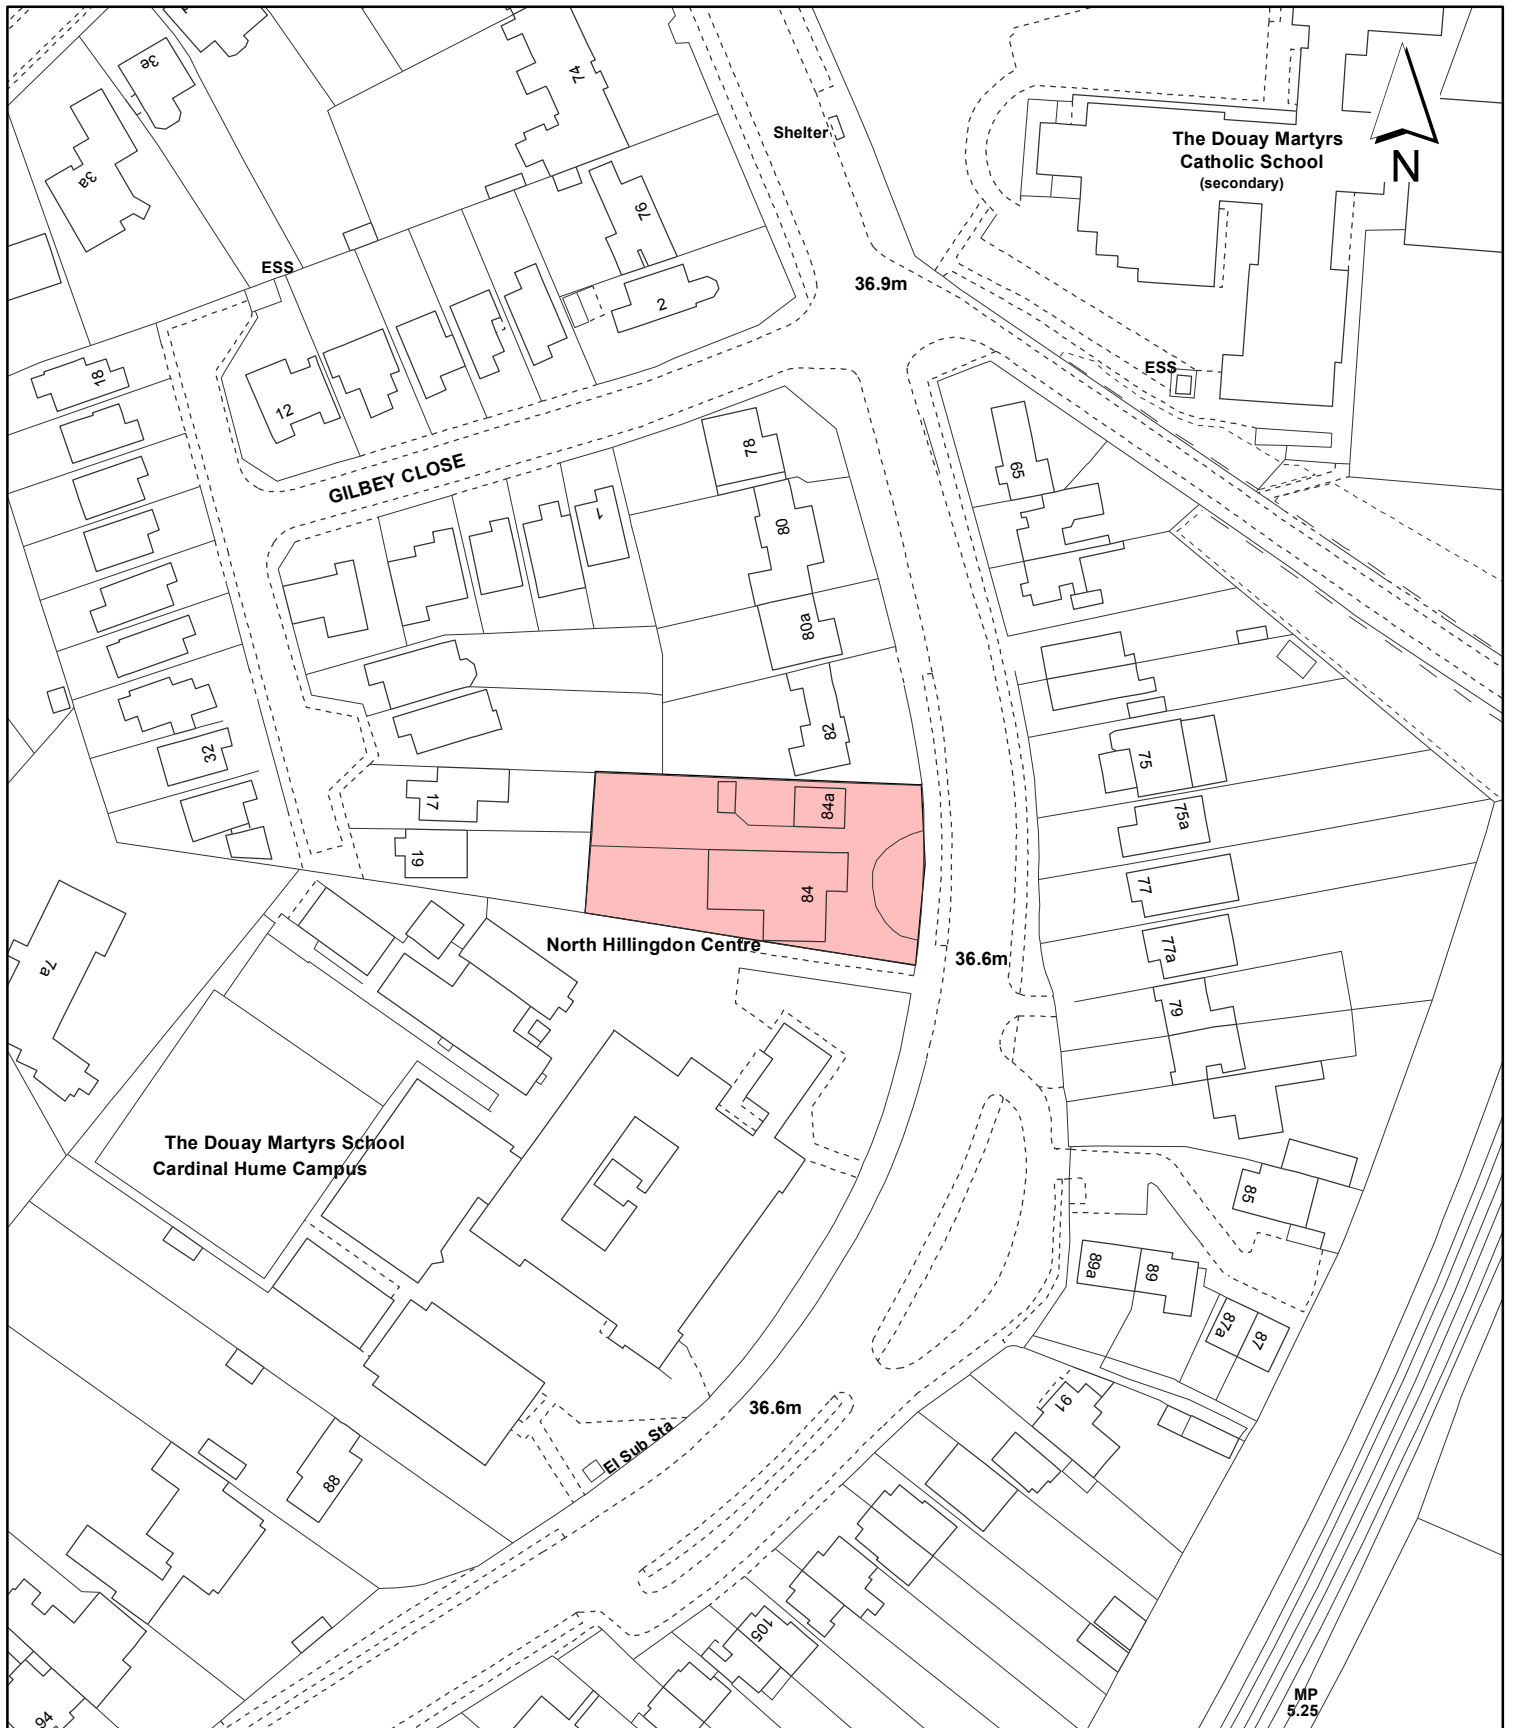 3e
74
3a
Shelter
The Douay Martyrs
Catholic School
(secondary)
N
76
ESS
36.9m
2
18
12
ESS
GILBEY CLOSE
78
65
1
80
80a
82
32
75
17
84a
75a
19
84
77
North Hillingdon Centre
77a
36.6m
7a
79
The Douay Martyrs School
Cardinal Hume Campus
85
89a
89
87a
87
91
36.6m
El Sub Sta
88
105
94
MP
5.25